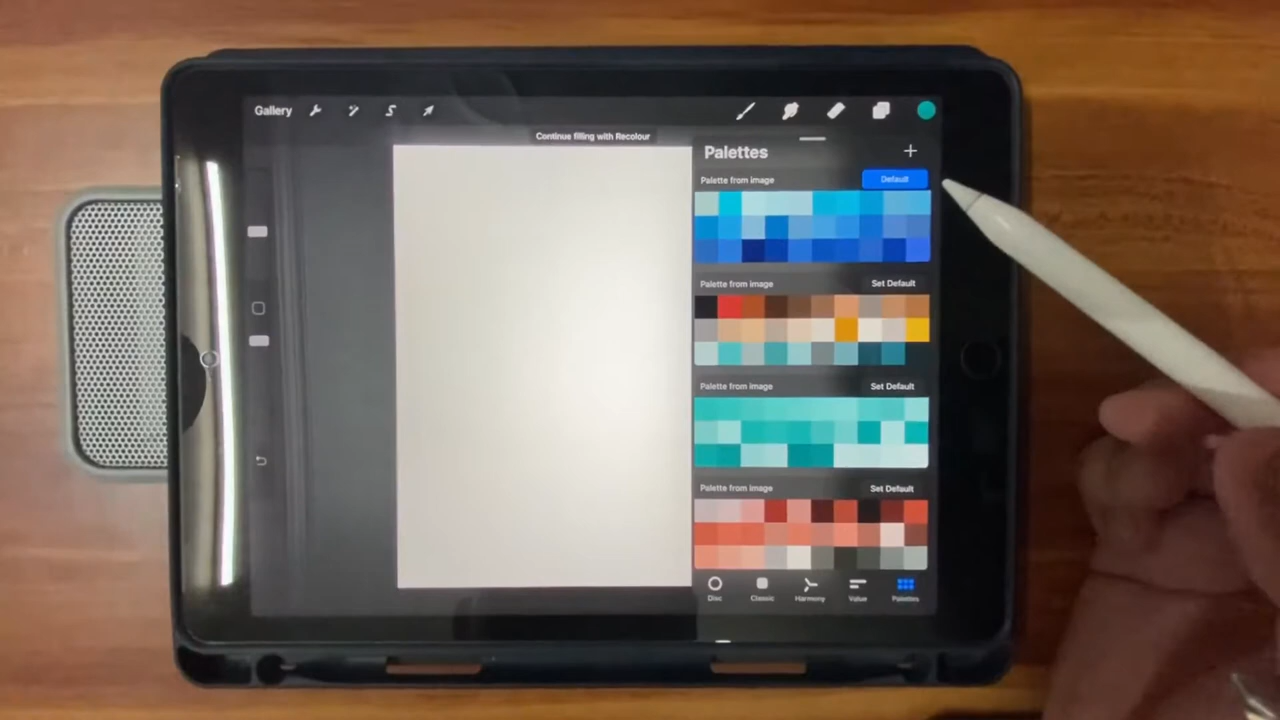 Gallery
Continue filling with Recolour
Palettes
Palette from image
Default
Palette from image
Set Default
Palette from image
Set Default
Palette from image
Set Default
Disc
Classic
Harmony
Value
Palettes